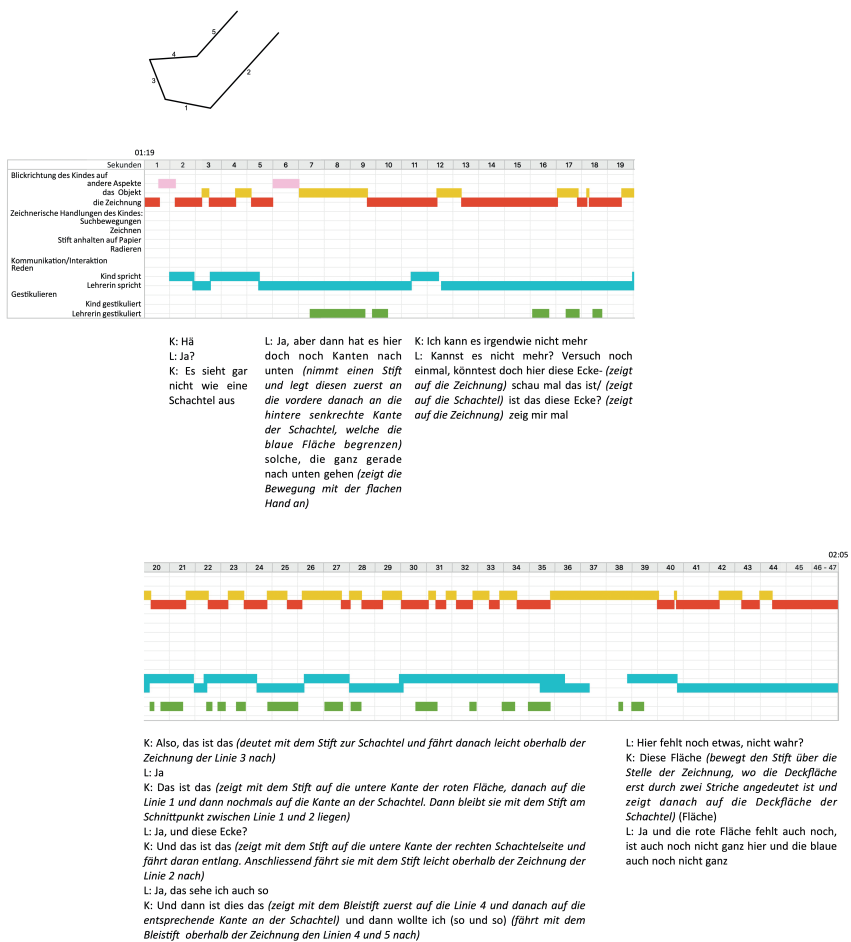 5
4
2
3
1
01:19
Sekunden 1 2 3 4 5 6 7 8 9 10 11 12 13 14 15 16 17 18 19
Blickrichtung des Kindes auf
andere Aspekte
das Objekt
die Zeichnung
Zeichnerische Handlungen des Kindes:
Suchbewegungen
Zeichnen
Stift anhalten auf Papier
Radieren
Kommunikation/Interaktion
Reden
Kind spricht
Lehrerin spricht
Gestikulieren
Kind gestikuliert
Lehrerin gestikuliert
K: Hä
L: Ja?
K: Es sieht gar
nicht wie eine
Schachtel aus
L: Ja, aber dann hat es hier
doch noch Kanten nach
unten (nimmt einen Stift
und legt diesen zuerst an
die vordere danach an die
hintere senkrechte Kante
der Schachtel, welche die
blaue Fläche begrenzen)
solche, die ganz gerade
nach unten gehen (zeigt die
Bewegung mit der flachen
Hand an)
K: Ich kann es irgendwie nicht mehr
L: Kannst es nicht mehr? Versuch noch
einmal, könntest doch hier diese Ecke- (zeigt
auf die Zeichnung) schau mal das ist/ (zeigt
auf die Schachtel) ist das diese Ecke? (zeigt
auf die Zeichnung) zeig mir mal
02:05
20 21 22 23 24 25 26 27 28 29 30 31 32 33 34 35 36 37 38 39 40 41 42 43 44 45 46 - 47
K: Also, das ist das (deutet mit dem Stift zur Schachtel und fährt danach leicht oberhalb der
Zeichnung der Linie 3 nach)
L: Ja
K: Das ist das (zeigt mit dem Stift auf die untere Kante der roten Fläche, danach auf die
Linie 1 und dann nochmals auf die Kante an der Schachtel. Dann bleibt sie mit dem Stift am
Schnittpunkt zwischen Linie 1 und 2 liegen)
L: Ja, und diese Ecke?
K: Und das ist das (zeigt mit dem Stift auf die untere Kante der rechten Schachtelseite und
fährt daran entlang. Anschliessend fährt sie mit dem Stift leicht oberhalb der Zeichnung der
Linie 2 nach)
L: Ja, das sehe ich auch so
K: Und dann ist dies das (zeigt mit dem Bleistift zuerst auf die Linie 4 und danach auf die
entsprechende Kante an der Schachtel) und dann wollte ich (so und so) (fährt mit dem
Bleistift oberhalb der Zeichnung den Linien 4 und 5 nach)
L: Hier fehlt noch etwas, nicht wahr?
K: Diese Fläche (bewegt den Stift über die
Stelle der Zeichnung, wo die Deckfläche
erst durch zwei Striche angedeutet ist und
zeigt danach auf die Deckfläche der
Schachtel) (Fläche)
L: Ja und die rote Fläche fehlt auch noch,
ist auch noch nicht ganz hier und die blaue
auch noch nicht ganz